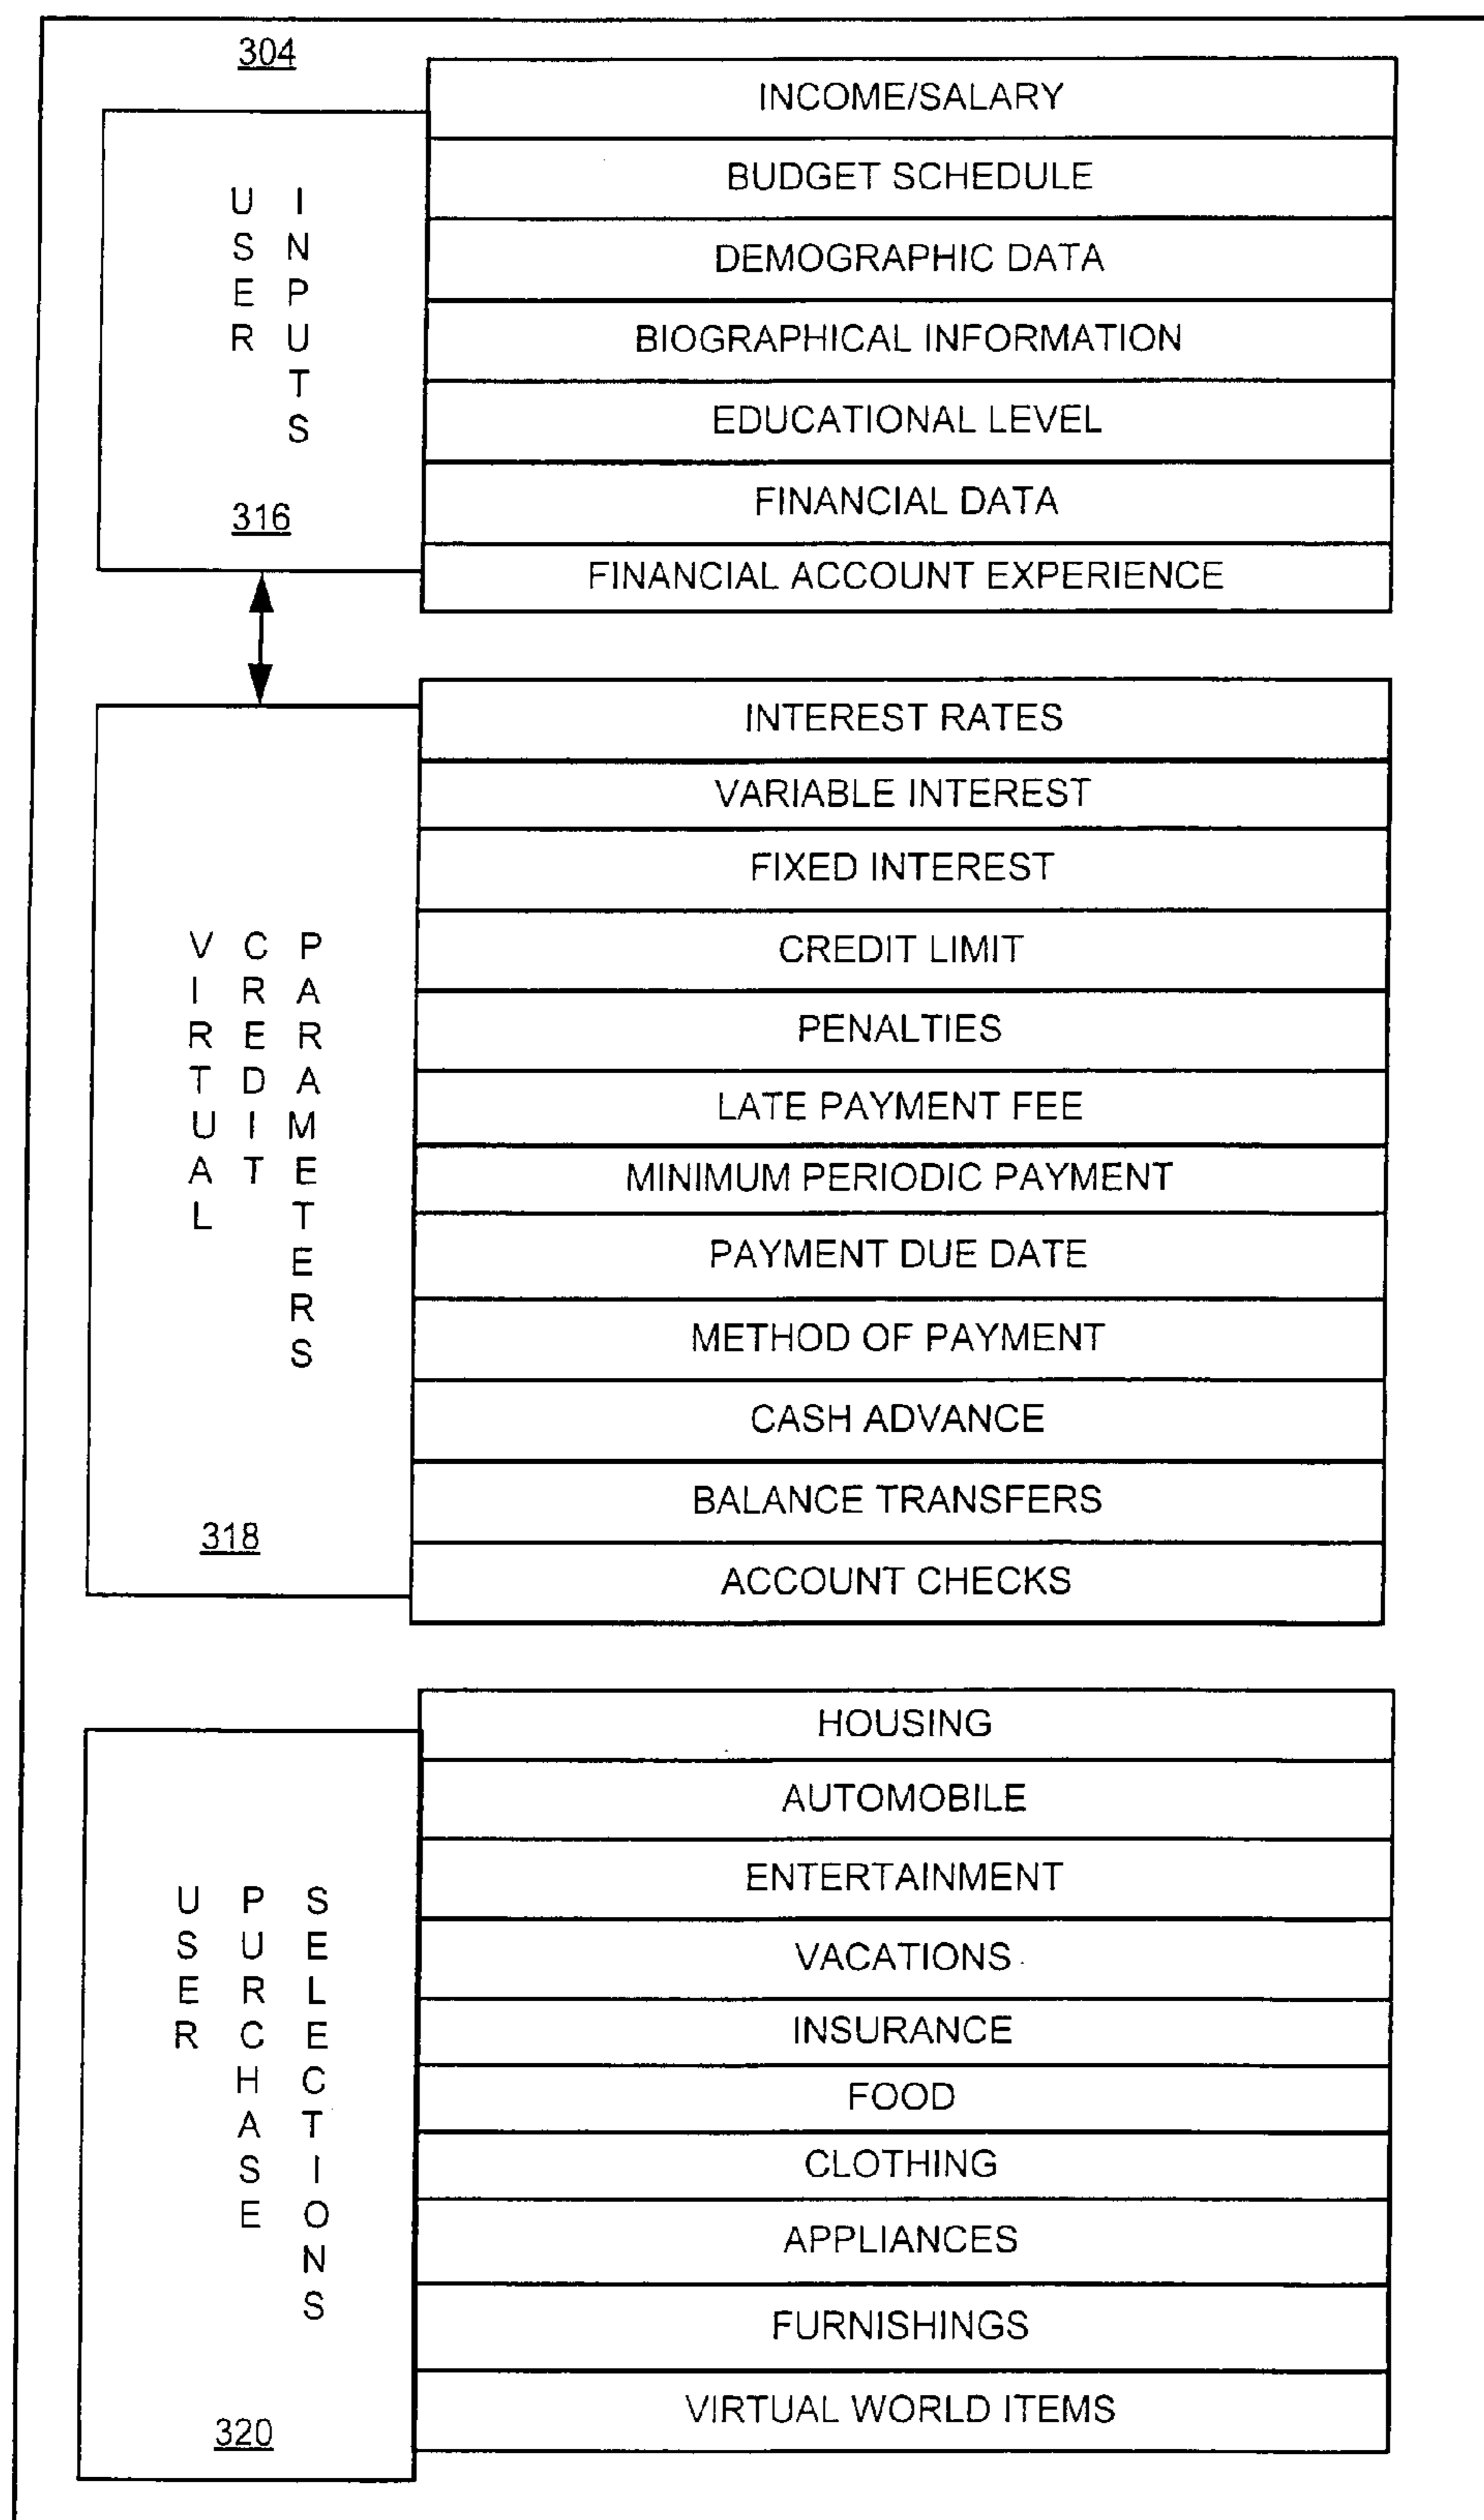 304
USER INPUTS
316
INCOME/SALARY
BUDGET SCHEDULE
DEMOGRAPHIC DATA
BIOGRAPHICAL INFORMATION
EDUCATIONAL LEVEL
FINANCIAL DATA
FINANCIAL ACCOUNT EXPERIENCE
VIRTUAL CREDIT PARAMETERS
318
INTEREST RATES
VARIABLE INTEREST
FIXED INTEREST
CREDIT LIMIT
PENALTIES
LATE PAYMENT FEE
MINIMUM PERIODIC PAYMENT
PAYMENT DUE DATE
METHOD OF PAYMENT
CASH ADVANCE
BALANCE TRANSFERS
ACCOUNT CHECKS
USER PURCHASE SELECTIONS
320
HOUSING
AUTOMOBILE
ENTERTAINMENT
VACATIONS
INSURANCE
FOOD
CLOTHING
APPLIANCES
FURNISHINGS
VIRTUAL WORLD ITEMS